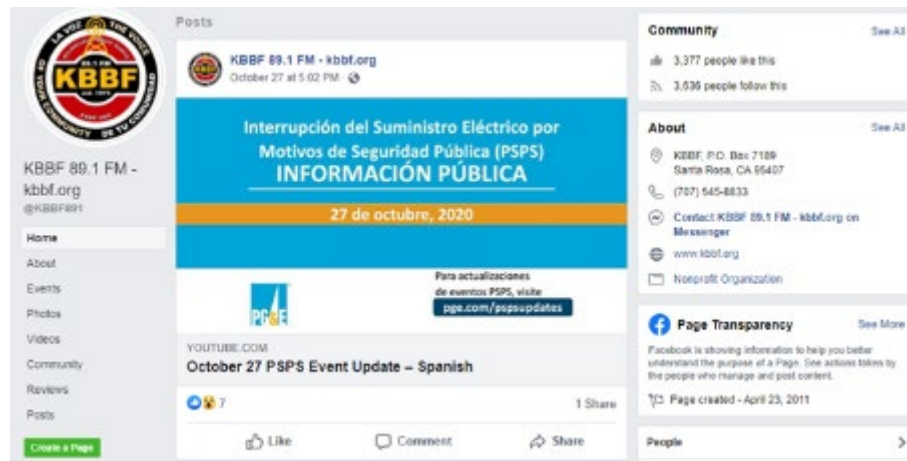 LA VOZ THE VOICE
OF YOUR COMMUNITY DE TU COMUNIDAD
89.1 FM
KBBF
KBBF 89.1 FM -
kbbf.org
@KBBF891
Home
About
Events
Photos
Videos
Community
Reviews
Posts
Create a Page
Posts
KBBF 89.1 FM - kbbf.org
October 27 at 5:02 PM ·
Interrupción del Suministro Eléctrico por
Motivos de Seguridad Pública (PSPS)
INFORMACIÓN PÚBLICA
27 de octubre, 2020
PG&E
Para actualizaciones
de eventos PSPS, visite
pge.com/pspsupdates
YOUTUBE.COM
October 27 PSPS Event Update – Spanish
7
1 Share
Like
Comment
Share
Community
See All
3,377 people like this
3,636 people follow this
About
See All
KBBF, P.O. Box 7189
Santa Rosa, CA 95407
(707) 545-8833
Contact KBBF 89.1 FM - kbbf.org on
Messenger
www.kbbf.org
Nonprofit Organization
Page Transparency
See More
Facebook is showing information to help you better
understand the purpose of a Page. See actions taken by
the people who manage and post content.
Page created - April 23, 2011
People